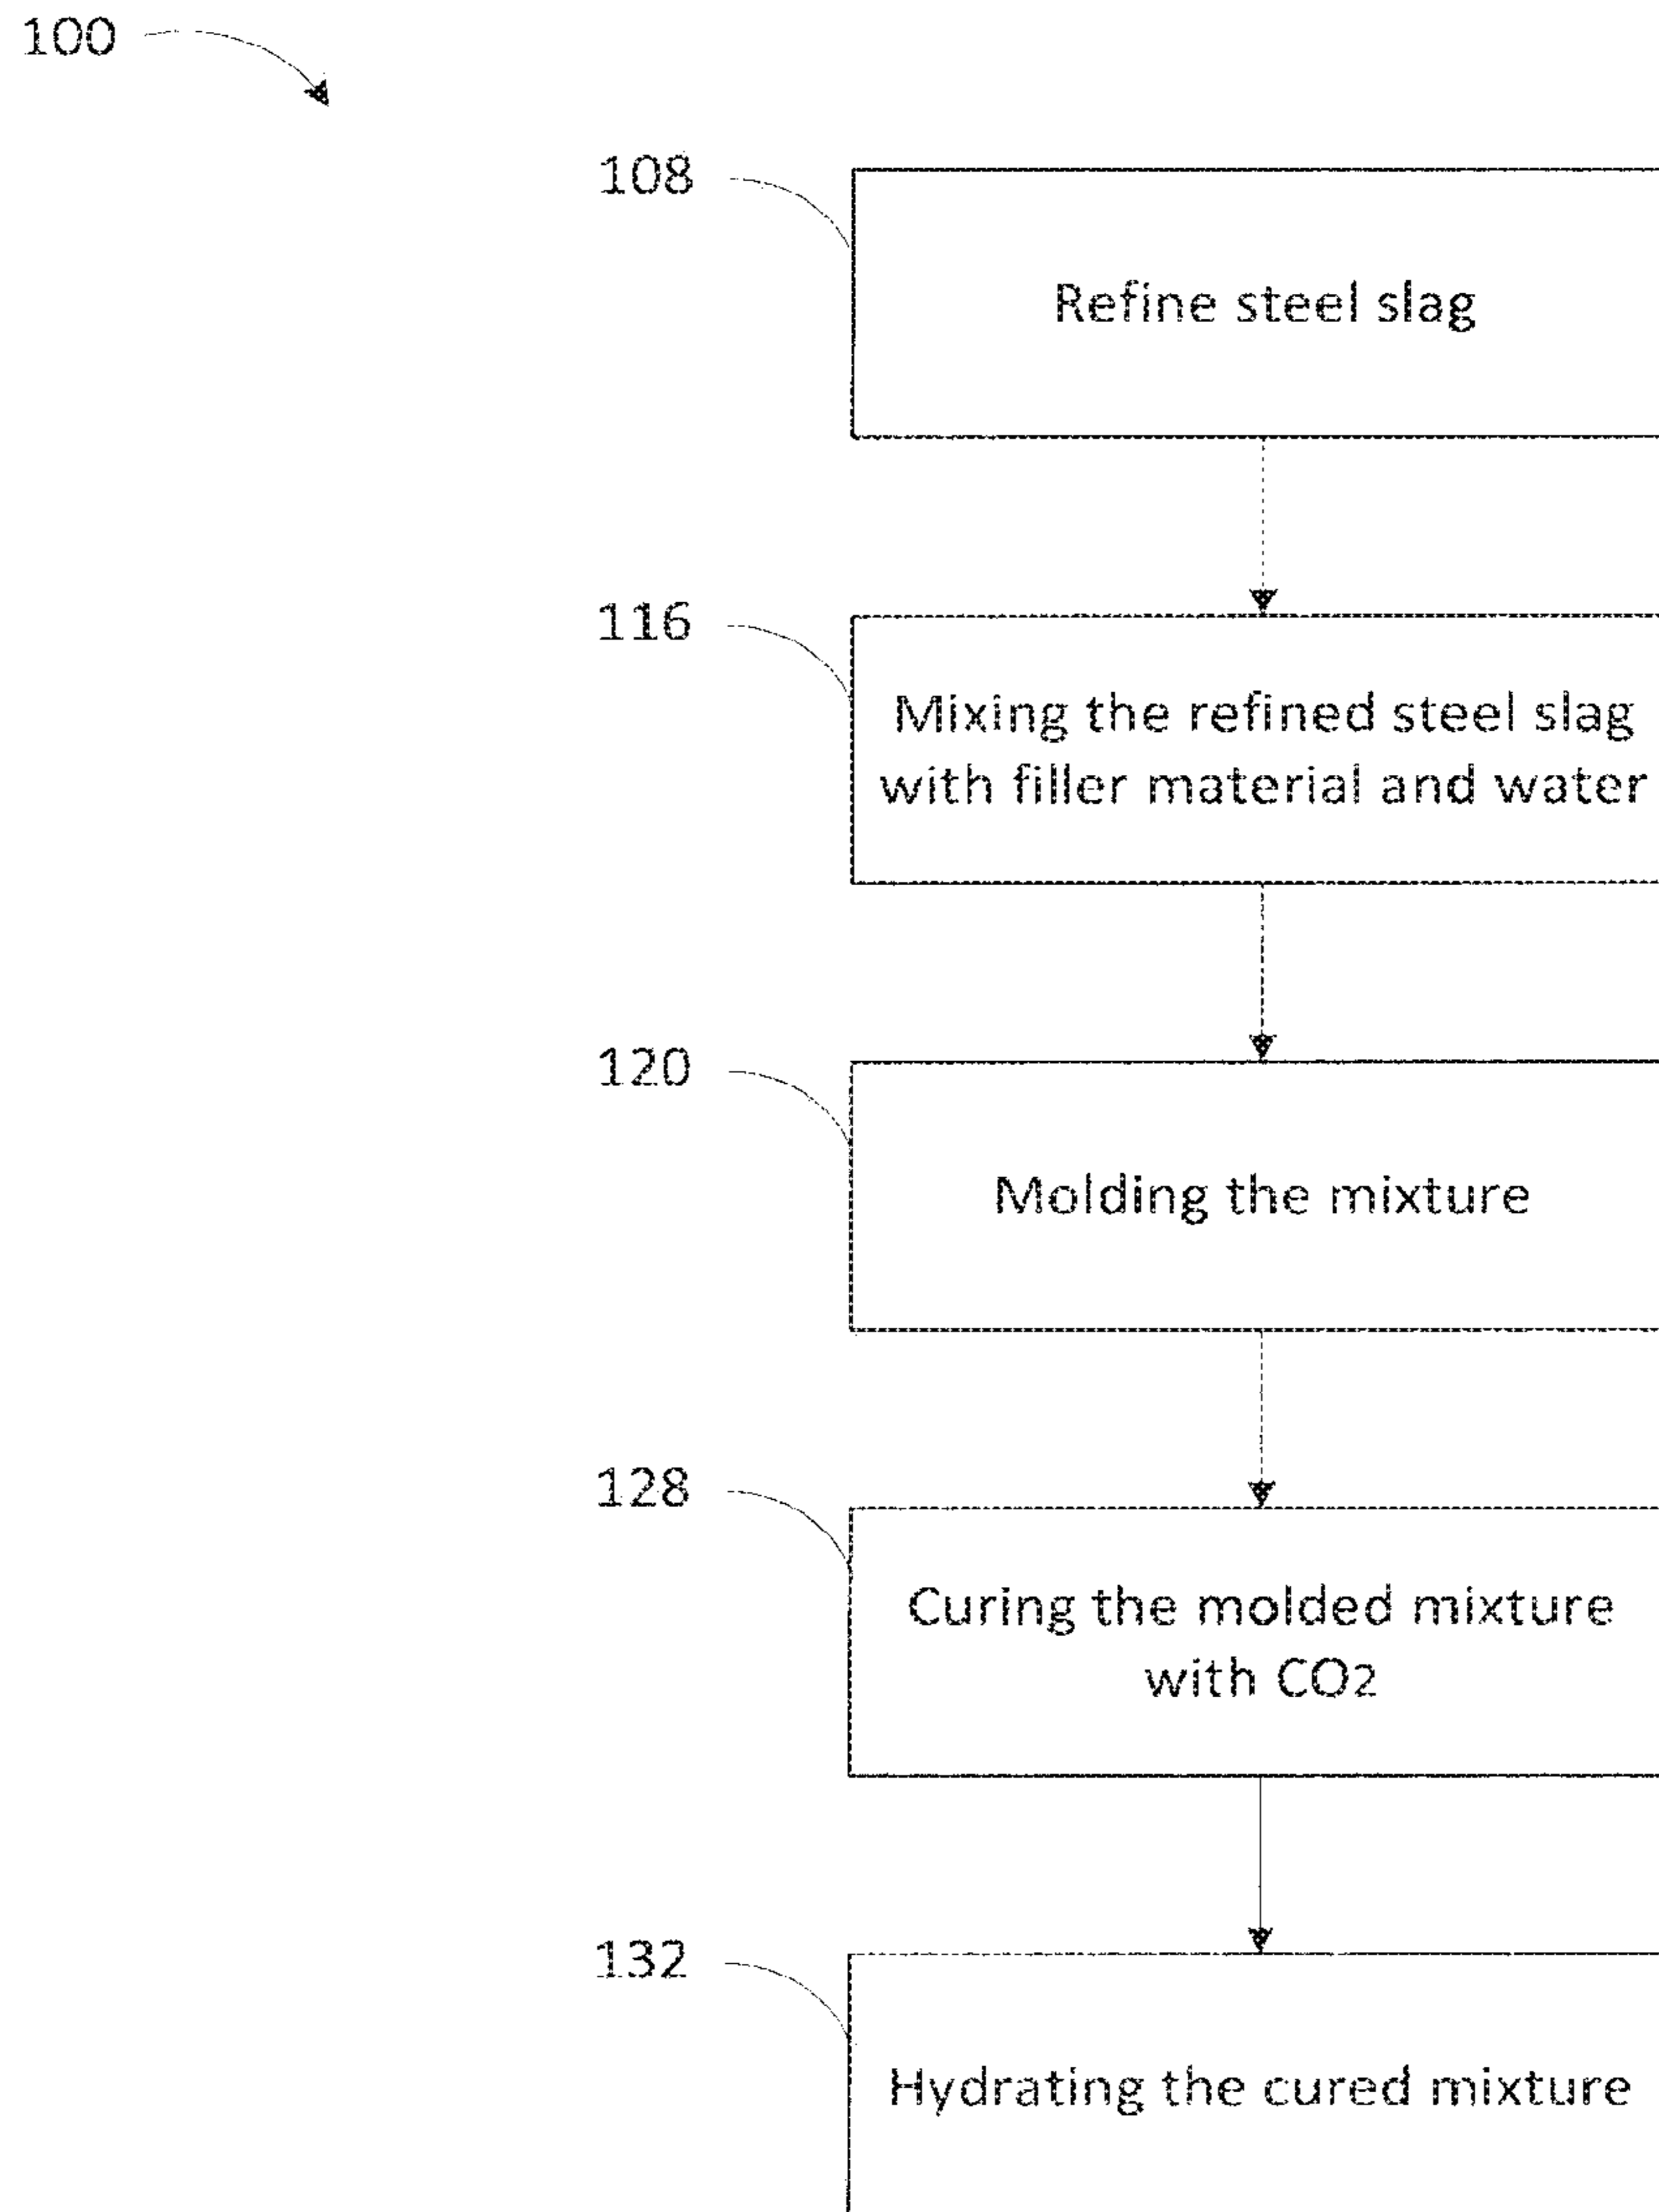 100
108
Refine steel slag
116
Mixing the refined steel slag
with filler material and water
120
Molding the mixture
128
Curing the molded mixture
with CO2
132
Hydrating the cured mixture